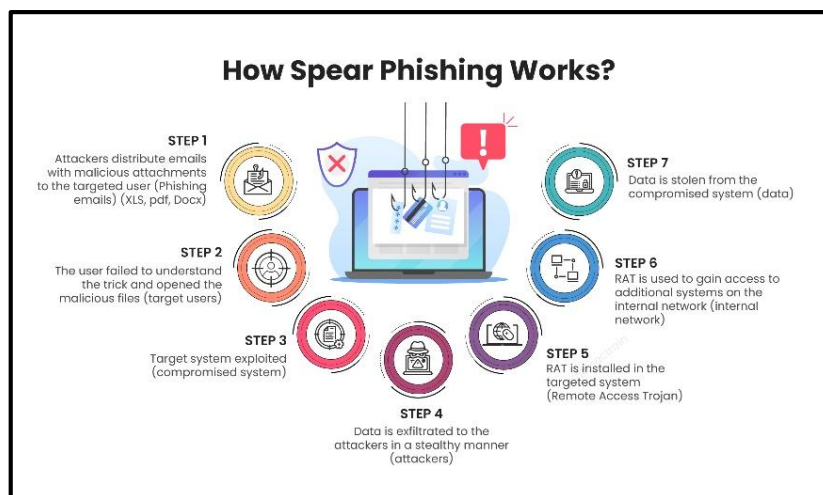 How Spear Phishing Works?
STEP 1
Attackers distribute emails
with malicious attachments
to the targeted user (Phishing
emails) (XLS, pdf, Docx)
STEP 2
The user failed to understand
the trick and opened the
malicious files (target users)
STEP 3
Target system exploited
(compromised system)
STEP 4
Data is exfiltrated to the
attackers in a stealthy manner
(attackers)
STEP 5
RAT is installed in the
targeted system
(Remote Access Trojan)
STEP 6
RAT is used to gain access to
additional systems on the
internal network (internal
network)
STEP 7
Data is stolen from the
compromised system (data)